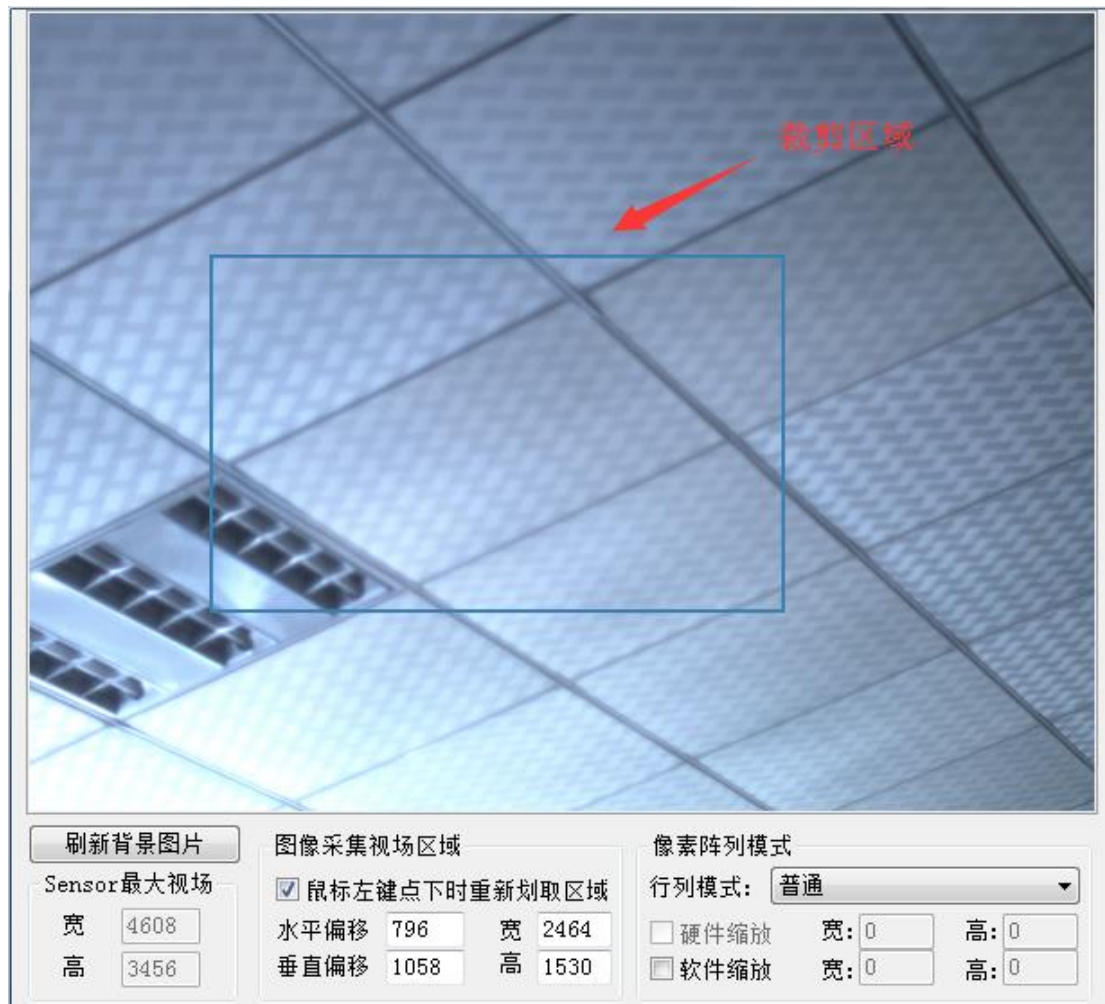 裁剪区域
刷新背景图片
Sensor最大视场
宽 4608
高 3456
图像采集视场区域
鼠标左键点下时重新划取区域
水平偏移 796 宽 2464
垂直偏移 1058 高 1530
像素阵列模式
行列模式: 普通
硬件缩放 宽: 0 高: 0
软件缩放 宽: 0 高: 0